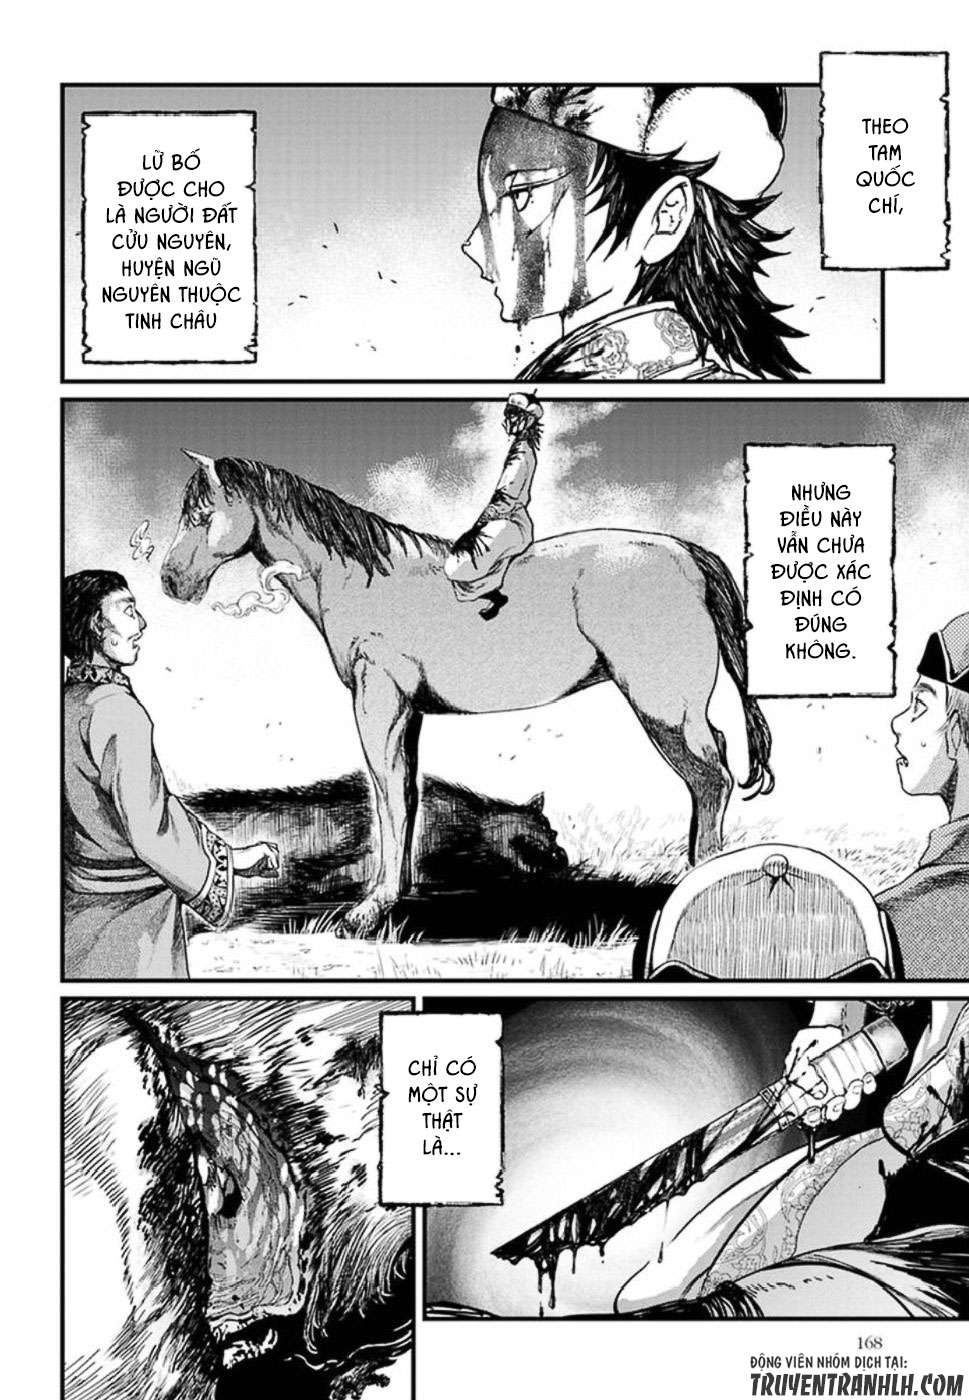 THEO
TAM
QUỐC
CHÍ,
LỮ BỐ
ĐƯỢC CHO
LÀ NGƯỜI ĐẤT
CỬU NGUYÊN,
HUYỆN NGŨ
NGUYÊN THUỘC
TINH CHÂU
NHƯNG
ĐIỀU NÀY
VẪN CHƯA
ĐƯỢC XÁC
ĐỊNH CÓ
ĐÚNG
KHÔNG.
CHỈ CÓ
MỘT SỰ
THẬT
LÀ...
168
ĐỘNG VIÊN NHÓM DỊCH TẠI:
TRUYENTRANHLH.COM